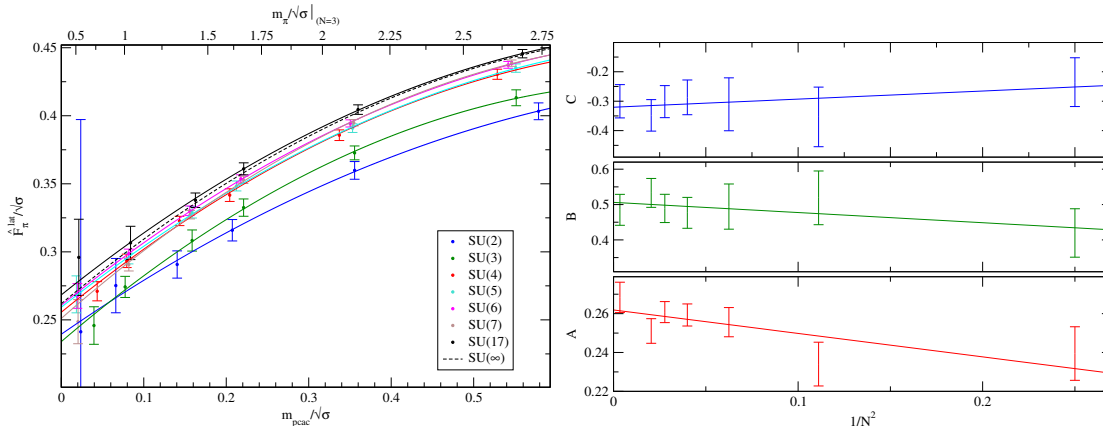 m_π/√σ|_(N=3)
0.5 1 1.5 1.75 2 2.25 2.5 2.75
0.45
0.4
0.35
0.3
0.25
F̂_π^lat/√σ
0 0.1 0.2 0.3 0.4 0.5
m_pcac/√σ
SU(2)
SU(3)
SU(4)
SU(5)
SU(6)
SU(7)
SU(17)
SU(∞)
-0.2
-0.3
-0.4
C
0.6
0.5
0.4
B
0.26
0.24
0.22
A
0 0.1 0.2
1/N²